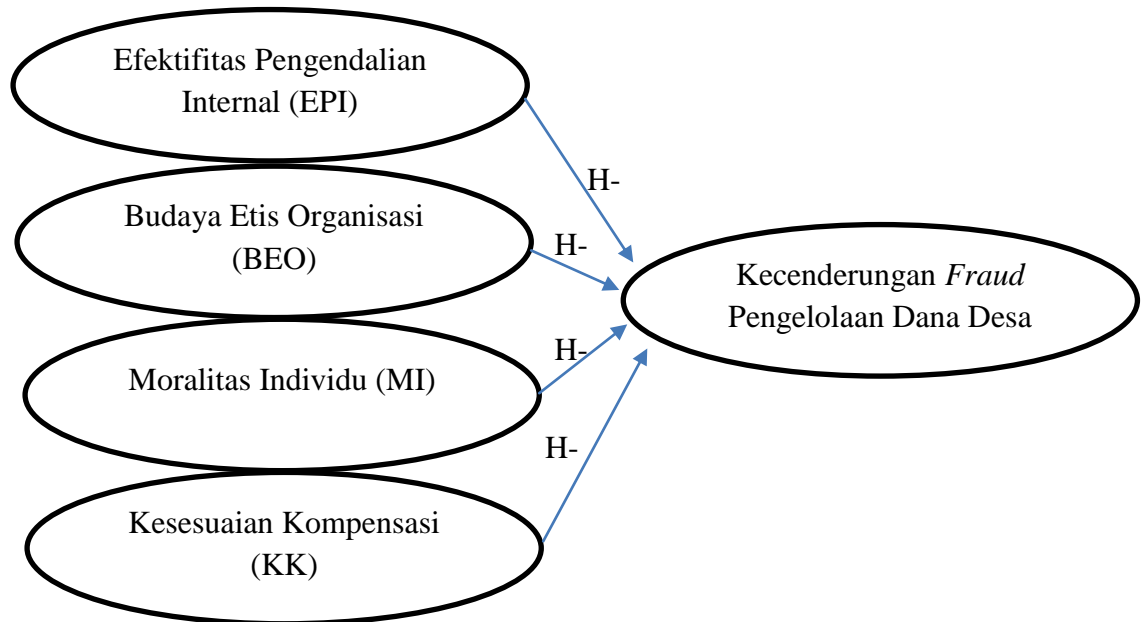 Efektifitas Pengendalian
Internal (EPI)
H-
Budaya Etis Organisasi
(BEO)
H-
Kecenderungan Fraud
Pengelolaan Dana Desa
H-
Moralitas Individu (MI)
H-
Kesesuaian Kompensasi
(KK)